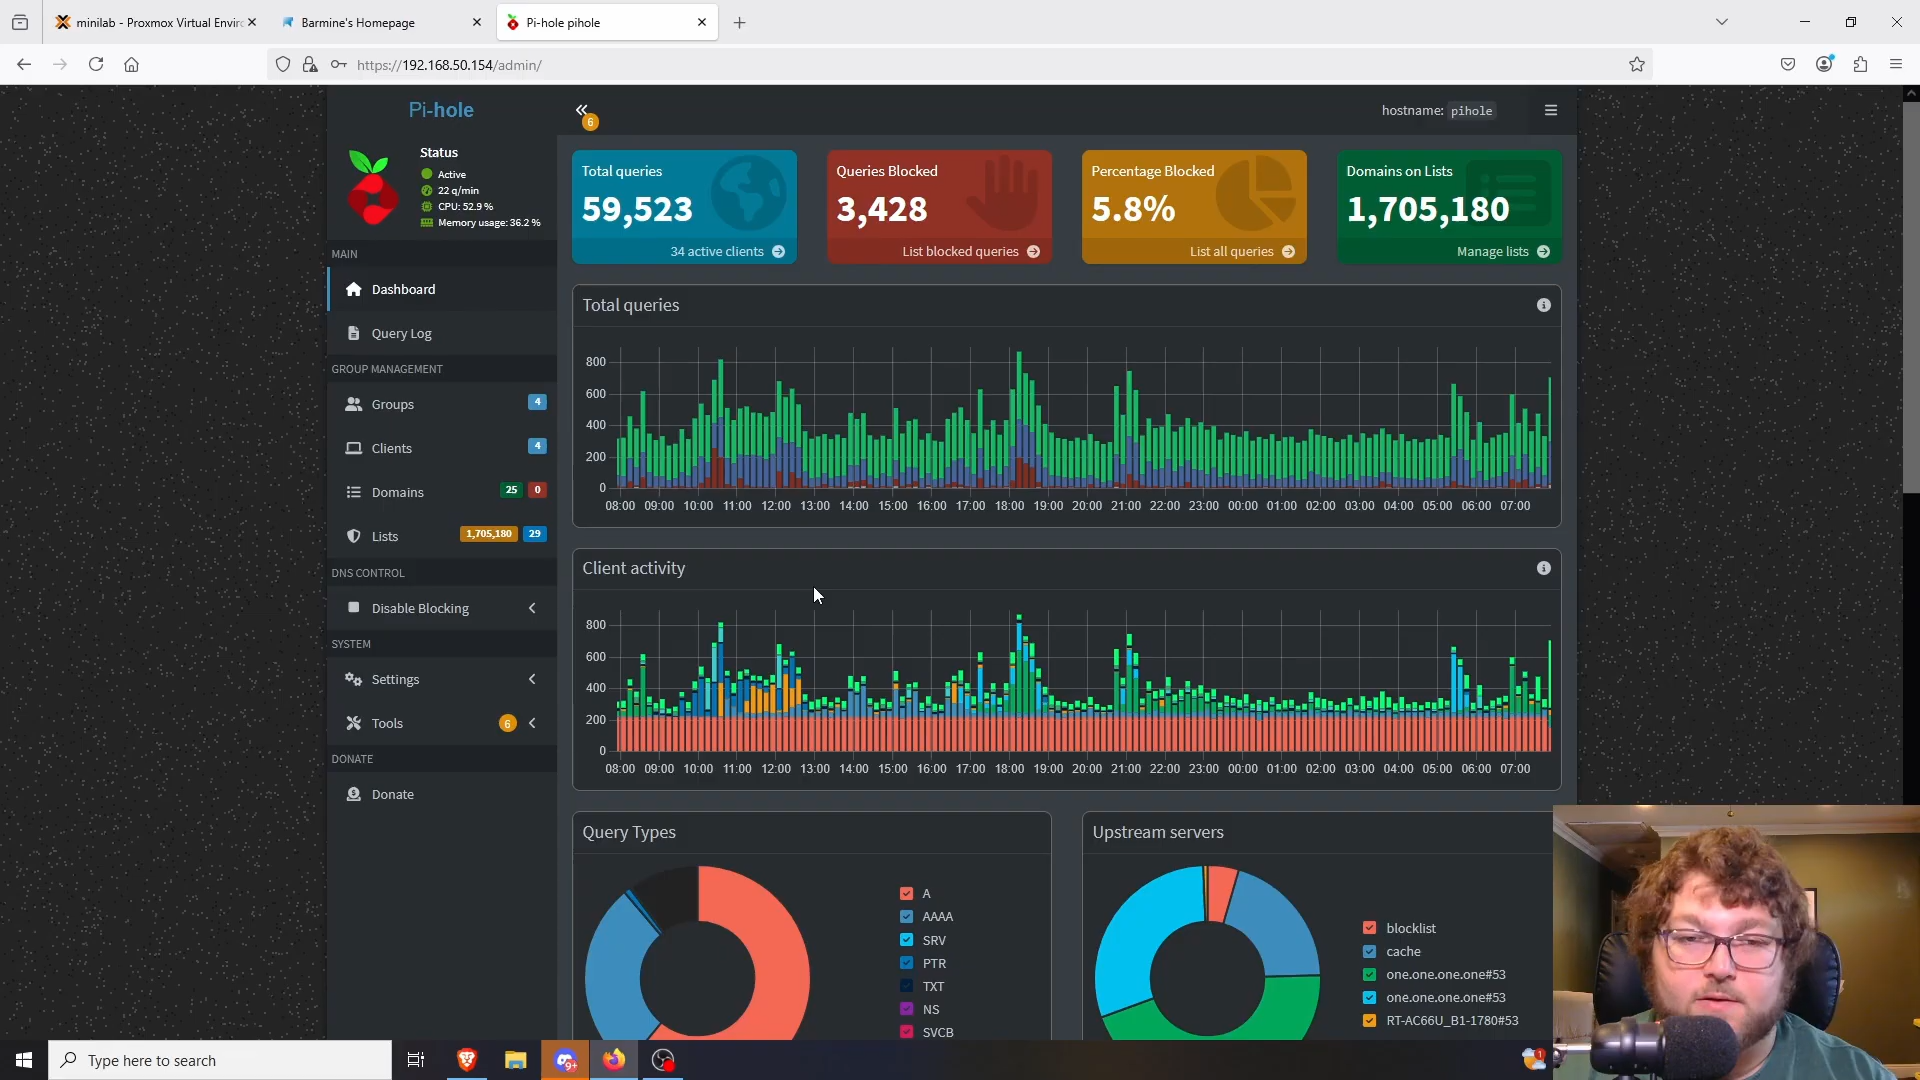 minilab - Proxmox Virtual Envir
Barmine's Homepage
Pi-hole pihole
https://192.168.50.154/admin/
Pi-hole
6
hostname: pihole
Status
Active
22 q/min
CPU: 52.9 %
Memory usage: 36.2 %
Total queries
59,523
34 active clients
Queries Blocked
3,428
List blocked queries
Percentage Blocked
5.8%
List all queries
Domains on Lists
1,705,180
Manage lists
MAIN
Dashboard
Query Log
GROUP MANAGEMENT
Groups 4
Clients 4
Domains 25 0
Lists 1,705,180 29
DNS CONTROL
Disable Blocking
SYSTEM
Settings
Tools 6
DONATE
Donate
Total queries
800
600
400
200
0
08:00 09:00 10:00 11:00 12:00 13:00 14:00 15:00 16:00 17:00 18:00 19:00 20:00 21:00 22:00 23:00 00:00 01:00 02:00 03:00 04:00 05:00 06:00 07:00
Client activity
800
600
400
200
0
08:00 09:00 10:00 11:00 12:00 13:00 14:00 15:00 16:00 17:00 18:00 19:00 20:00 21:00 22:00 23:00 00:00 01:00 02:00 03:00 04:00 05:00 06:00 07:00
Query Types
A
AAAA
SRV
PTR
TXT
NS
SVCB
Upstream servers
blocklist
cache
one.one.one.one#53
one.one.one.one#53
RT-AC66U_B1-1780#53
Type here to search
9+
1